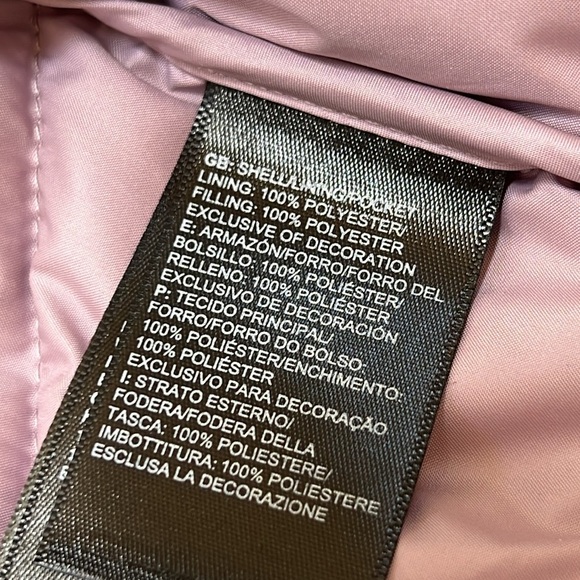 GB: SHELL/LINING/POCKET
LINING: 100% POLYESTER/
FILLING: 100% POLYESTER
EXCLUSIVE OF DECORATION
E: ARMAZÓN/FORRO/FORRO DEL
BOLSILLO: 100% POLIÉSTER/
RELLENO: 100% POLIÉSTER
EXCLUSIVO DE DECORACIÓN
P: TECIDO PRINCIPAL/
FORRO/FORRO DO BOLSO:
100% POLIÉSTER/ENCHIMENTO:
100% POLIÉSTER
EXCLUSIVO PARA DECORAÇÃO
I: STRATO ESTERNO/
FODERA/FODERA DELLA
TASCA: 100% POLIESTERE/
IMBOTTITURA: 100% POLIESTERE
ESCLUSA LA DECORAZIONE